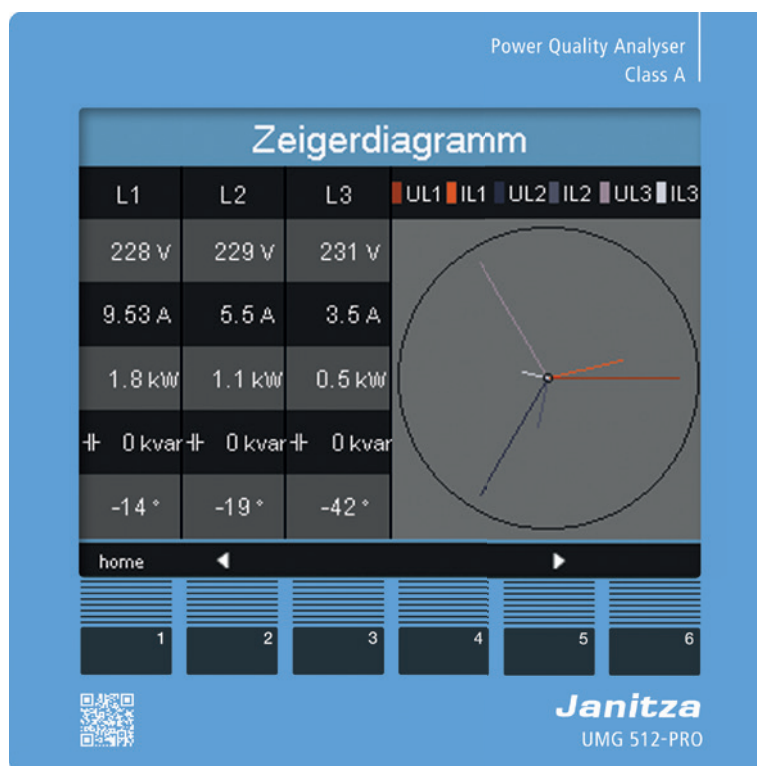 Power Quality Analyser
Class A
Zeigerdiagramm
L1 L2 L3 UL1 IL1 UL2 IL2 UL3 IL3
228 V 229 V 231 V
9.53 A 5.5 A 3.5 A
1.8 kW 1.1 kW 0.5 kW
0 kvar 0 kvar 0 kvar
-14 ° -19 ° -42 °
home
1 2 3 4 5 6
Janitza
UMG 512-PRO